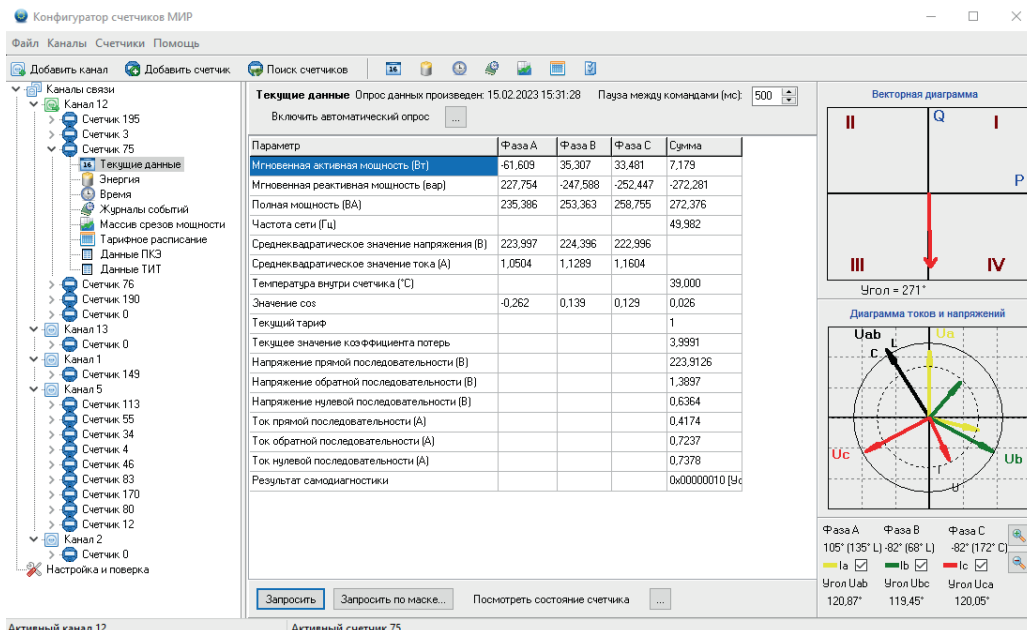 Конфигуратор счетчиков МИР
Файл Каналы Счетчики Помощь
Добавить канал Добавить счетчик Поиск счетчиков 16
Каналы связи
Канал 12
Счетчик 195
Счетчик 3
Счетчик 75
16 Текущие данные
Энергия
Время
Журналы событий
Массив срезов мощности
Тарифное расписание
Данные ПКЭ
Данные ТИТ
Счетчик 76
Счетчик 190
Счетчик 0
Канал 13
Счетчик 0
Канал 1
Счетчик 149
Канал 5
Счетчик 113
Счетчик 55
Счетчик 34
Счетчик 4
Счетчик 46
Счетчик 83
Счетчик 170
Счетчик 80
Счетчик 12
Канал 2
Счетчик 0
Настройка и поверка
Текущие данные Опрос данных произведен: 15.02.2023 15:31:28 Пауза между командами (мс): 500
Включить автоматический опрос ...
Параметр Фаза А Фаза В Фаза С Сумма
Мгновенная активная мощность (Вт) -61,609 35,307 33,481 7,179
Мгновенная реактивная мощность (вар) 227,754 -247,588 -252,447 -272,281
Полная мощность (ВА) 235,386 253,363 258,755 272,376
Частота сети (Гц) 49,982
Среднеквадратическое значение напряжения (В) 223,997 224,396 222,996
Среднеквадратическое значение тока (А) 1,0504 1,1289 1,1604
Температура внутри счетчика (°С) 39,000
Значение cos -0,262 0,139 0,129 0,026
Текущий тариф 1
Текущее значение коэффициента потерь 3,9991
Напряжение прямой последовательности (В) 223,9126
Напряжение обратной последовательности (В) 1,3897
Напряжение нулевой последовательности (В) 0,6364
Ток прямой последовательности (А) 0,4174
Ток обратной последовательности (А) 0,7237
Ток нулевой последовательности (А) 0,7378
Результат самодиагностики 0x00000010 [Ус
Запросить Запросить по маске... Посмотреть состояние счетчика ...
Векторная диаграмма
II Q I
P
III IV
Угол = 271°
Диаграмма токов и напряжений
Uab L Ua
C
Uc I Ub
U
Фаза А Фаза В Фаза С
105° (135° L) -82° (68° L) -82° (172° C)
Ia Ib Ic
Угол Uab Угол Ubc Угол Uca
120,87° 119,45° 120,05°
Активный канал 12 Активный счетчик 75